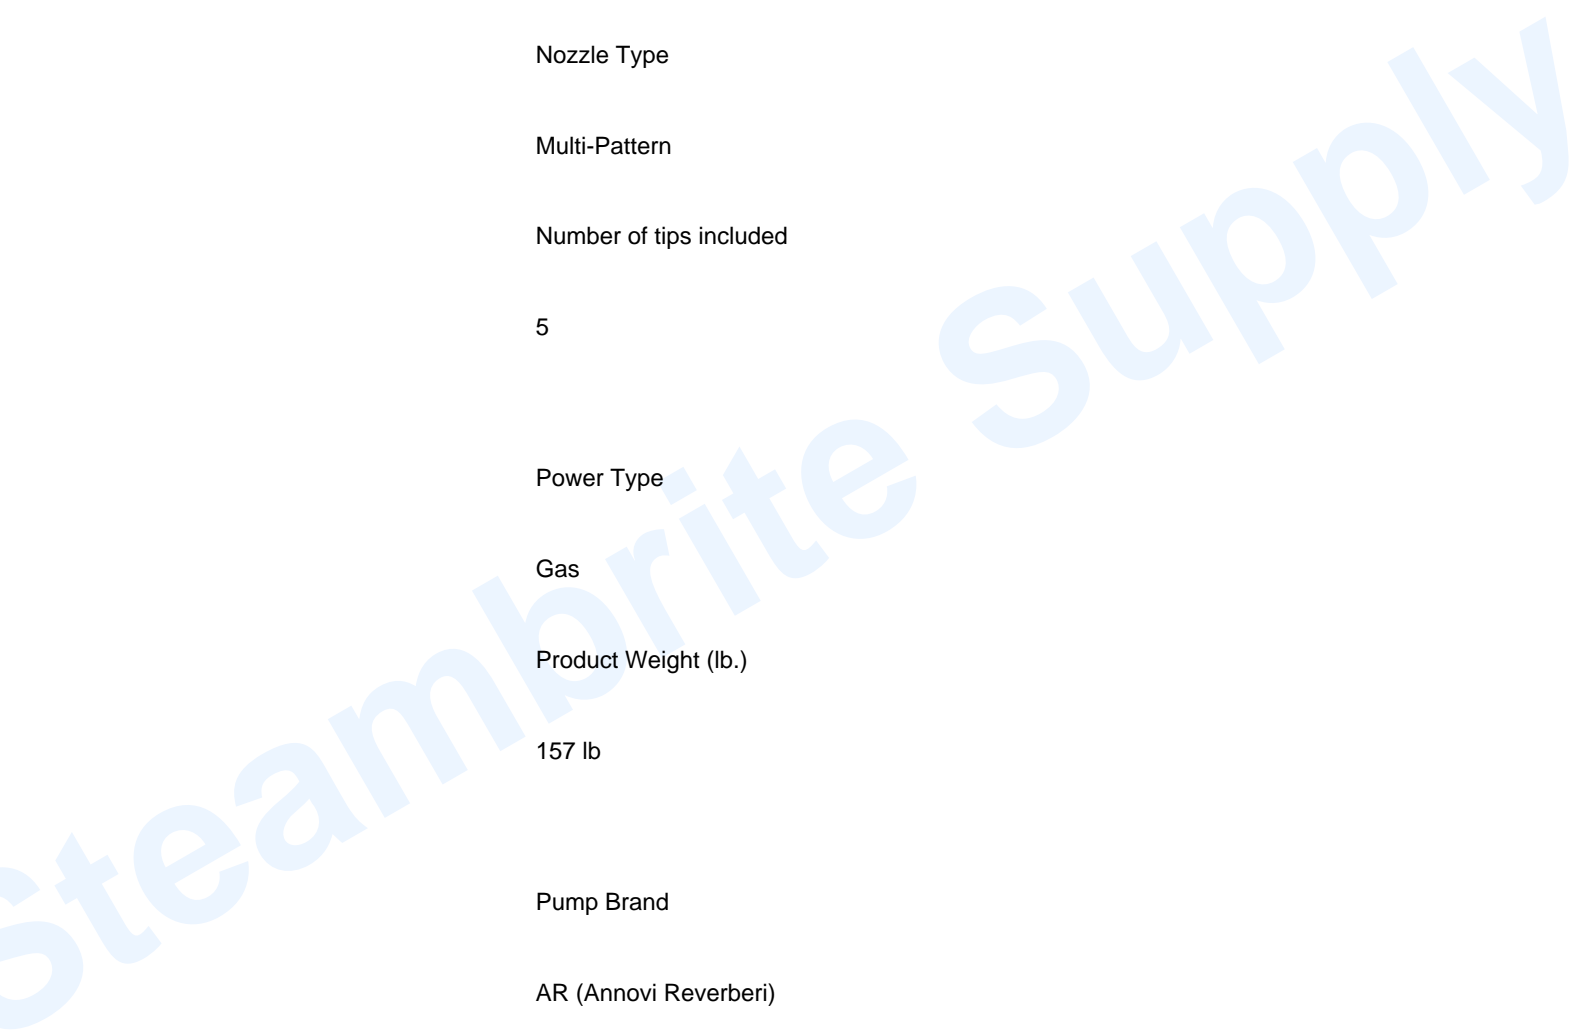 Nozzle Type
Multi-Pattern
Number of tips included
5
Power Type
Gas
Product Weight (lb.)
157 lb
Pump Brand
AR (Annovi Reverberi)
Steambrite Supply